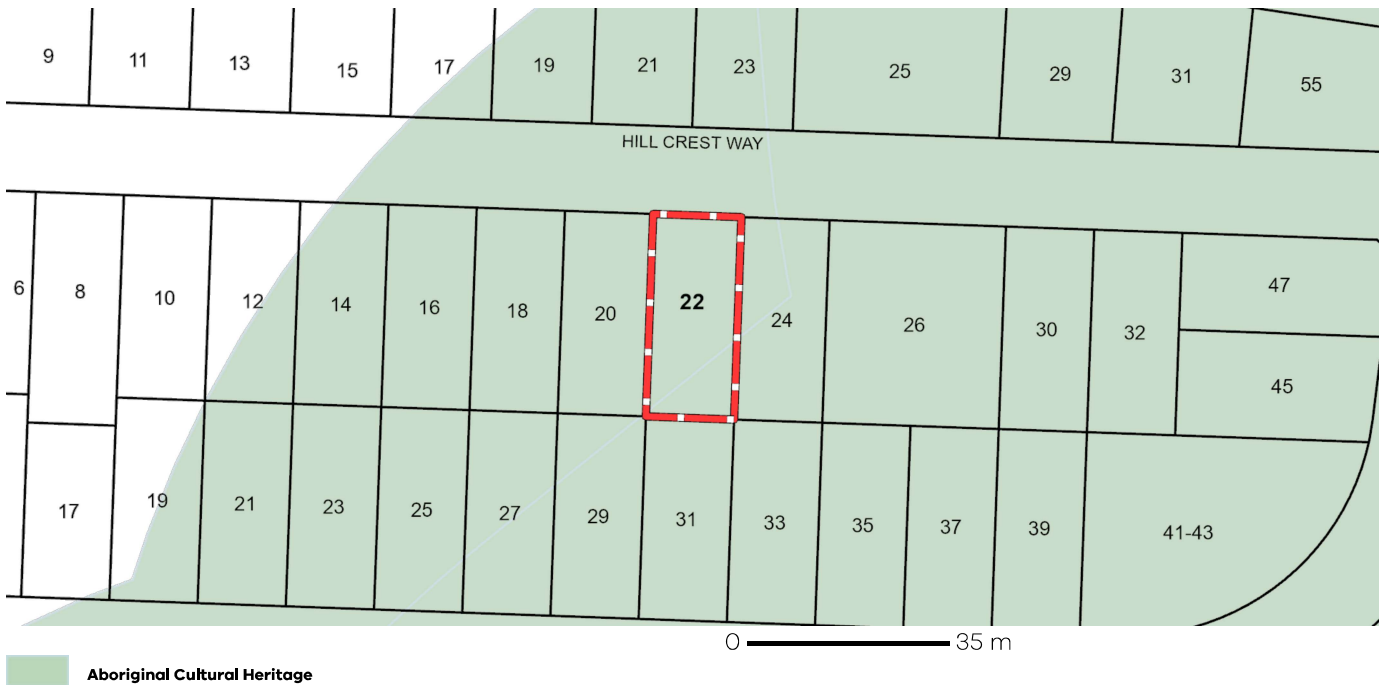 9 11 13 15 17 19 21 23 25 29 31 55
HILL CREST WAY
6 8 10 12 14 16 18 20 22 24 26 30 32 47
45
17 19 21 23 25 27 29 31 33 35 37 39 41-43
0 35 m
Aboriginal Cultural Heritage